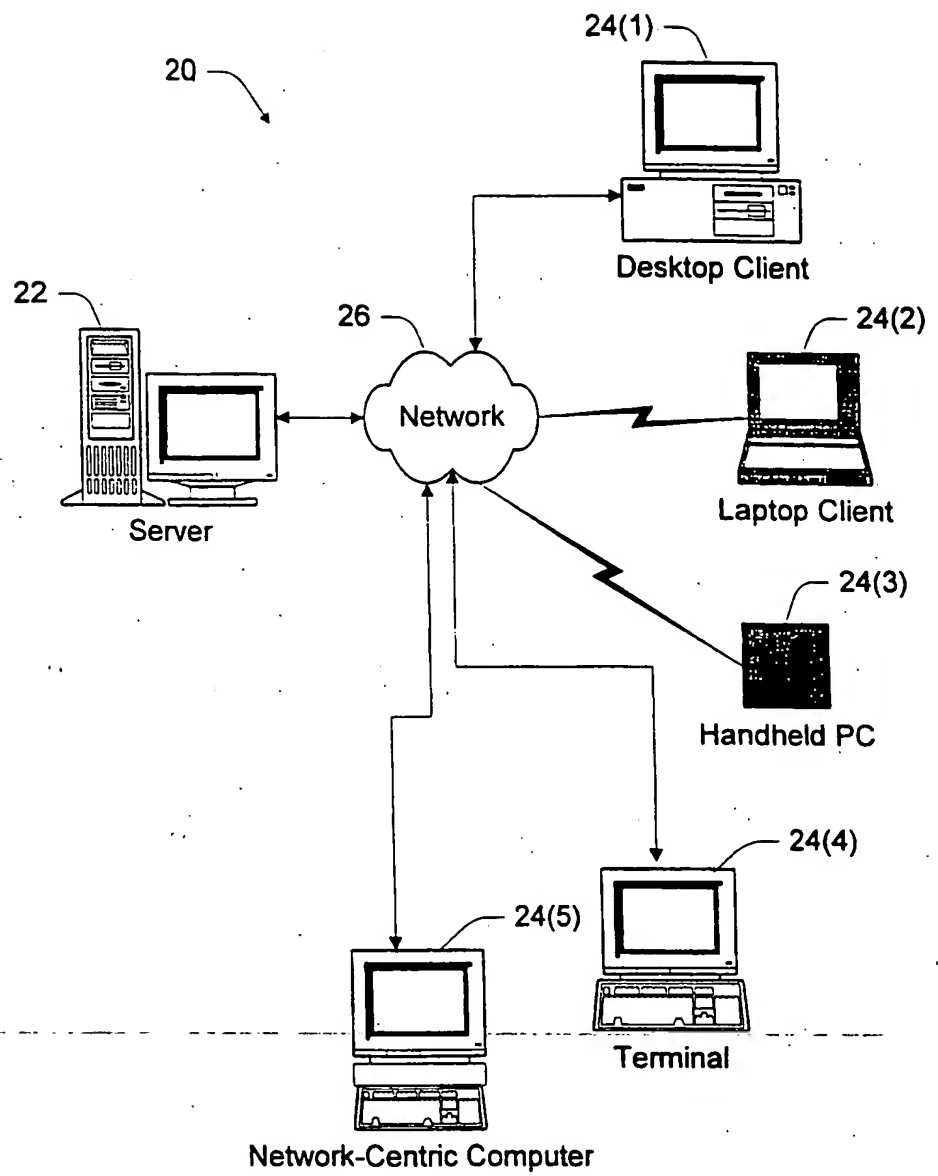 24(1)
20
Desktop Client
22
26
24(2)
Network
Server
Laptop Client
24(3)
Handheld PC
24(4)
24(5)
Terminal
Network-Centric Computer